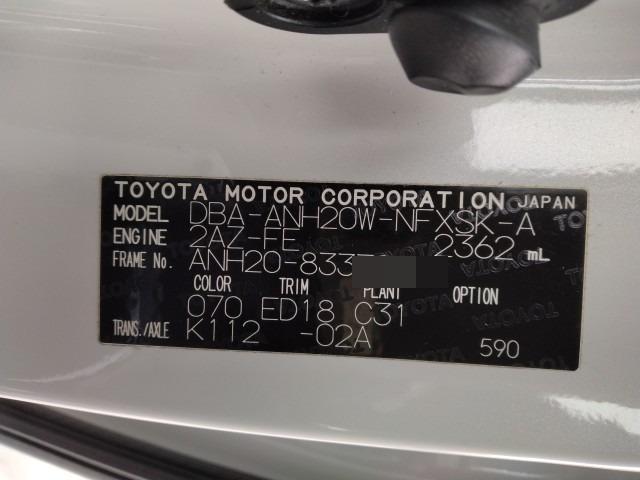 TOYOTA MOTOR CORPORATION JAPAN
MODEL DBA-ANH20W-NFXSK-A
ENGINE 2AZ-FE 2362 mL
FRAME No. ANH20-833
COLOR TRIM PLANT OPTION
070 ED18 C31
TRANS./AXLE K112 -02A 590